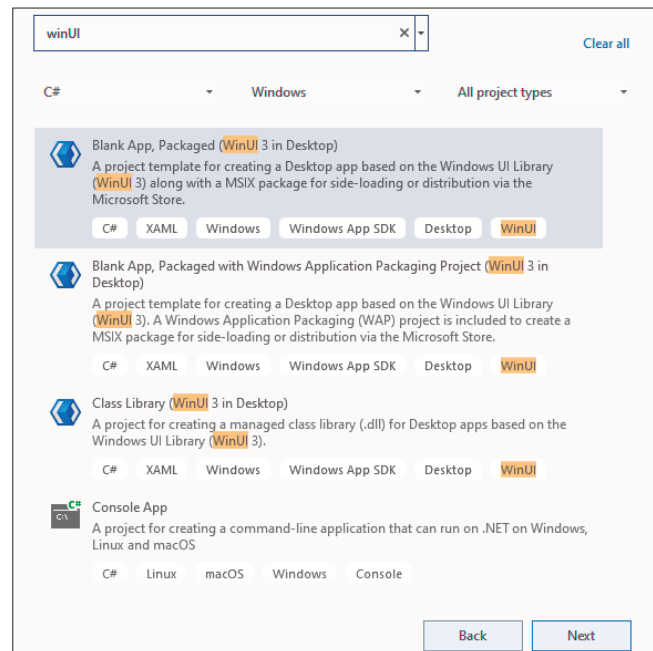 winUI
Clear all
C# Windows All project types
Blank App, Packaged (WinUI 3 in Desktop)
A project template for creating a Desktop app based on the Windows UI Library
(WinUI 3) along with a MSIX package for side-loading or distribution via the
Microsoft Store.
C# XAML Windows Windows App SDK Desktop WinUI
Blank App, Packaged with Windows Application Packaging Project (WinUI 3 in
Desktop)
A project template for creating a Desktop app based on the Windows UI Library
(WinUI 3). A Windows Application Packaging (WAP) project is included to create a
MSIX package for side-loading or distribution via the Microsoft Store.
C# XAML Windows Windows App SDK Desktop WinUI
Class Library (WinUI 3 in Desktop)
A project for creating a managed class library (.dll) for Desktop apps based on the
Windows UI Library (WinUI 3).
C# XAML Windows Windows App SDK Desktop WinUI
C#
C:\
Console App
A project for creating a command-line application that can run on .NET on Windows,
Linux and macOS
C# Linux macOS Windows Console
Back Next